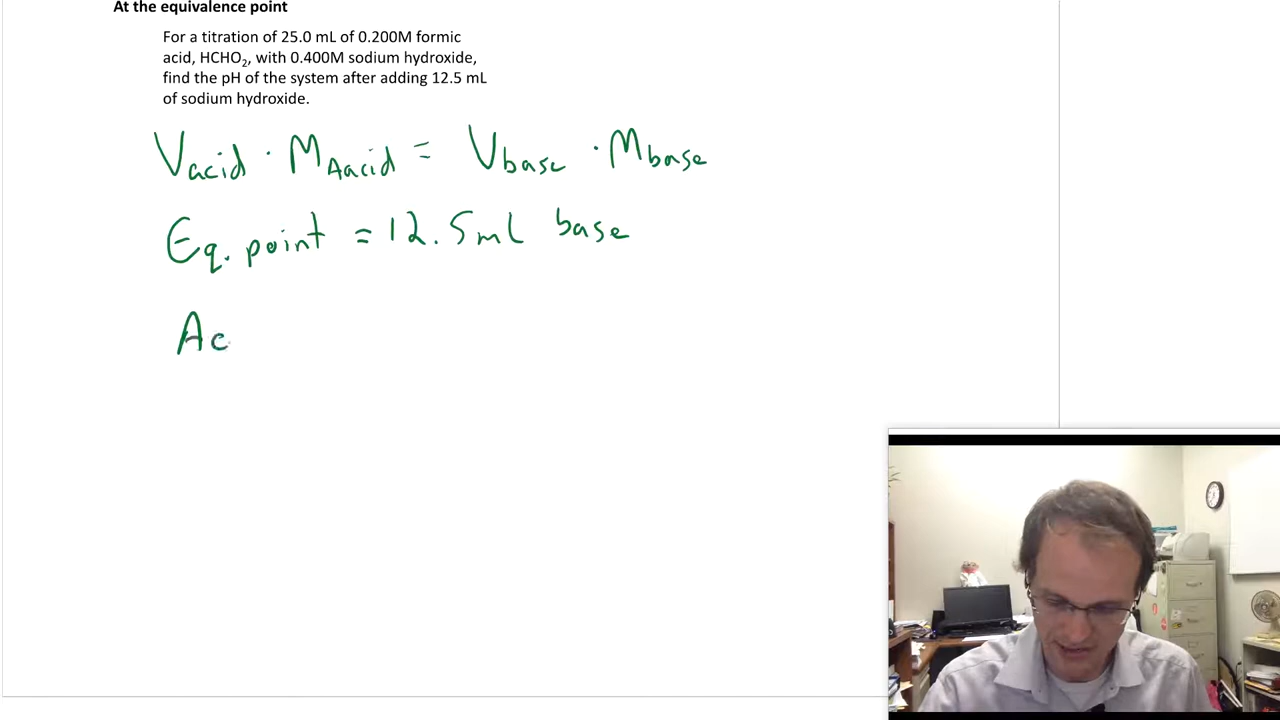 At the equivalence point
For a titration of 25.0 mL of 0.200M formic
acid, HCHO₂, with 0.400M sodium hydroxide,
find the pH of the system after adding 12.5 mL
of sodium hydroxide.
Vacid · MAacid = Vbase · Mbase
Eq. point = 12.5ml base
Ac